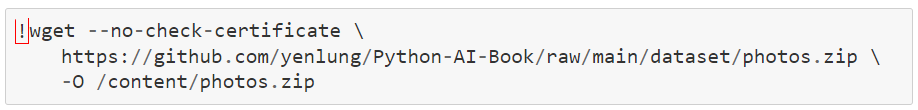 !wget --no-check-certificate \
https://github.com/yenlung/Python-AI-Book/raw/main/dataset/photos.zip \
-O /content/photos.zip